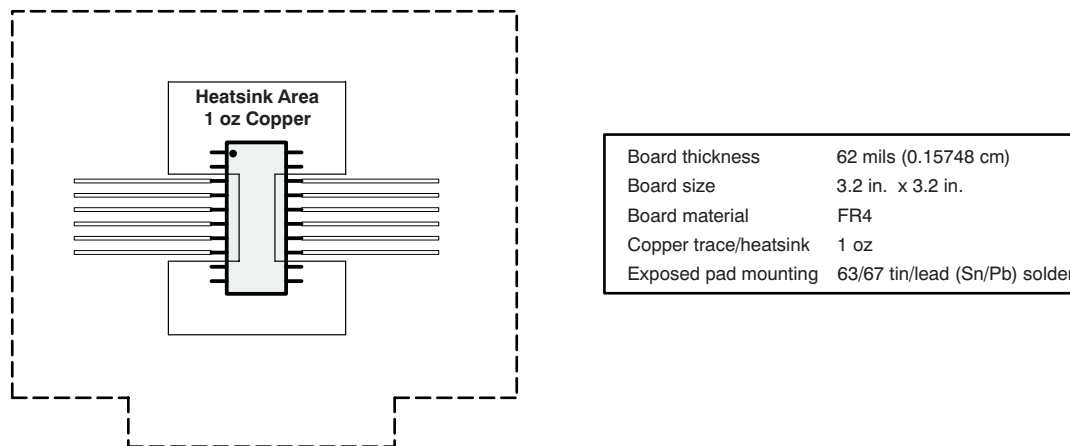 Heatsink Area
1 oz Copper
Board thickness 62 mils (0.15748 cm)
Board size 3.2 in. x 3.2 in.
Board material FR4
Copper trace/heatsink 1 oz
Exposed pad mounting 63/67 tin/lead (Sn/Pb) solder